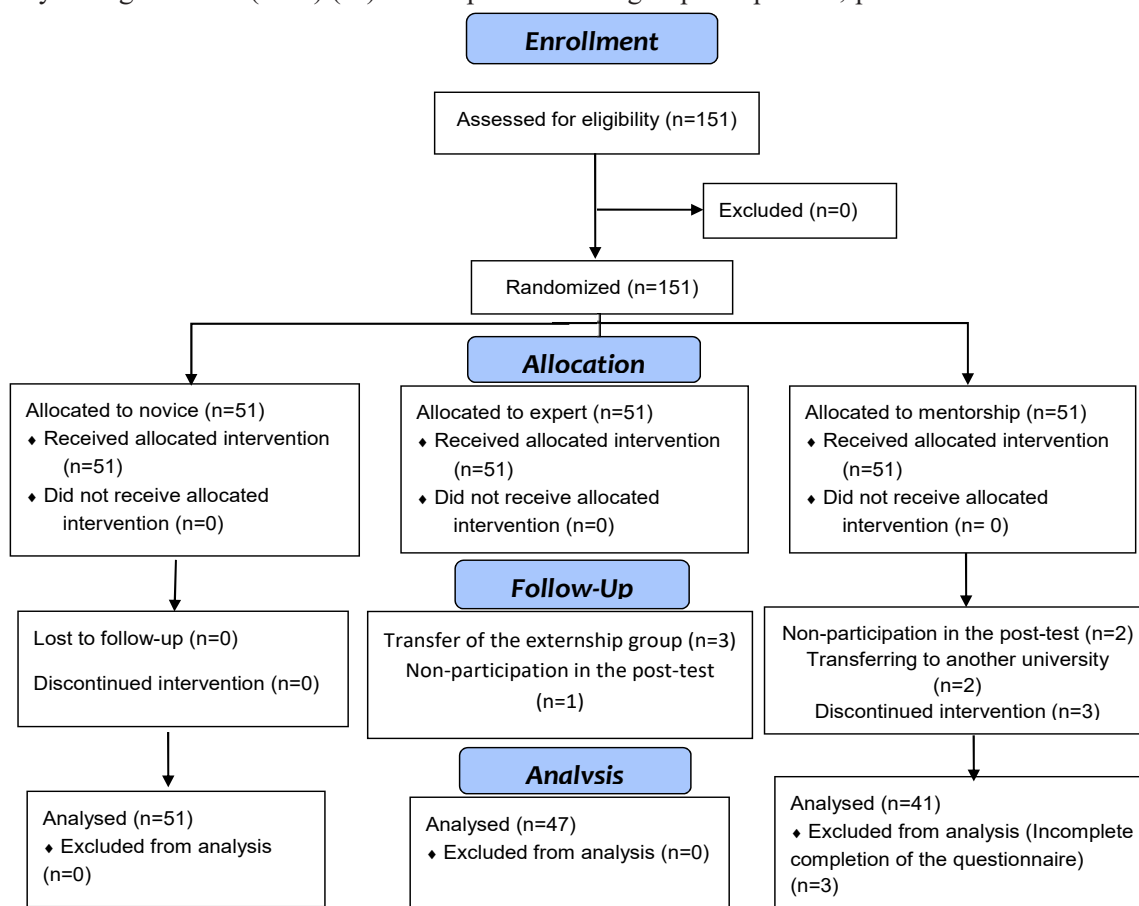 Enrollment
Assessed for eligibility (n=151)
Excluded (n=0)
Randomized (n=151)
Allocation
Allocated to novice (n=51)
♦ Received allocated intervention
(n=51)
♦ Did not receive allocated
intervention (n=0)
Allocated to expert (n=51)
♦ Received allocated intervention
(n=51)
♦ Did not receive allocated
intervention (n=0)
Allocated to mentorship (n=51)
♦ Received allocated intervention
(n=51)
♦ Did not receive allocated
intervention (n= 0)
Follow-Up
Lost to follow-up (n=0)
Discontinued intervention (n=0)
Transfer of the externship group (n=3)
Non-participation in the post-test
(n=1)
Non-participation in the post-test (n=2)
Transferring to another university
(n=2)
Discontinued intervention (n=3)
Analysis
Analysed (n=51)
♦ Excluded from analysis
(n=0)
Analysed (n=47)
♦ Excluded from analysis (n=0)
Analysed (n=41)
♦ Excluded from analysis (Incomplete
completion of the questionnaire)
(n=3)